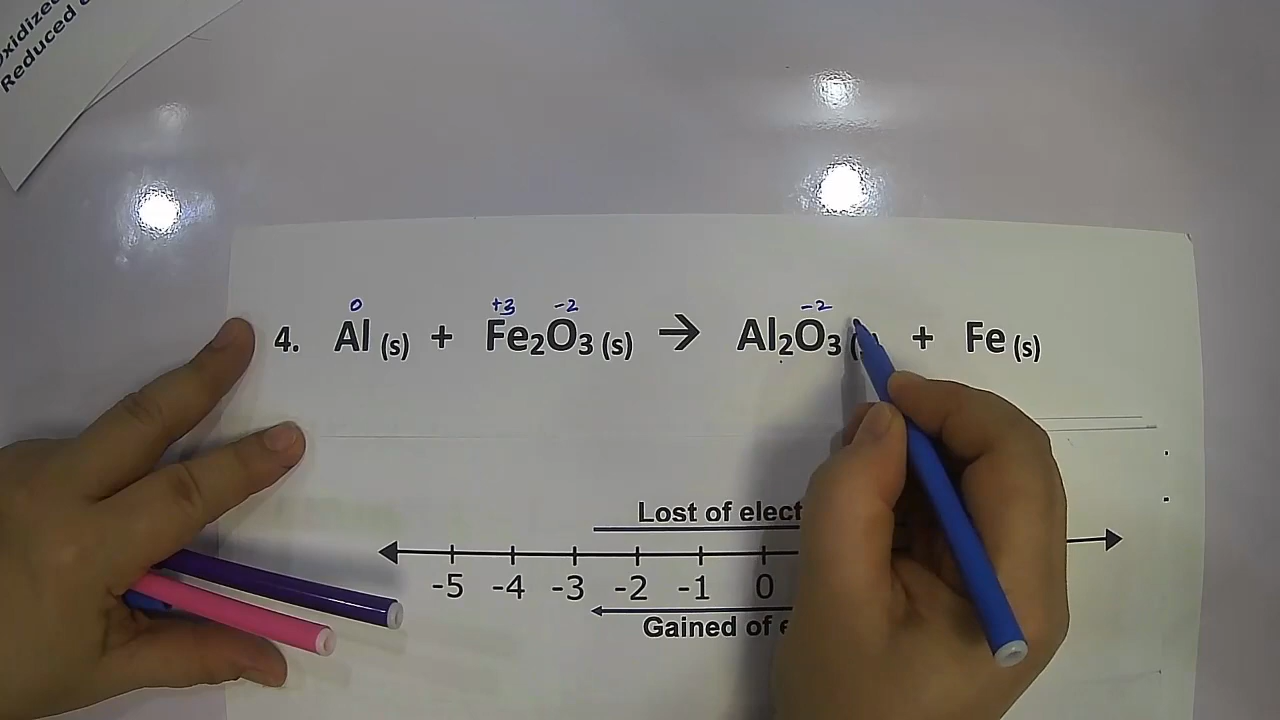 Reduced
0 +3 -2 -2
4. Al (s) + Fe₂O₃ (s) → Al₂O₃ ( ) + Fe (s)
Lost of elect
-5 -4 -3 -2 -1 0
Gained of e